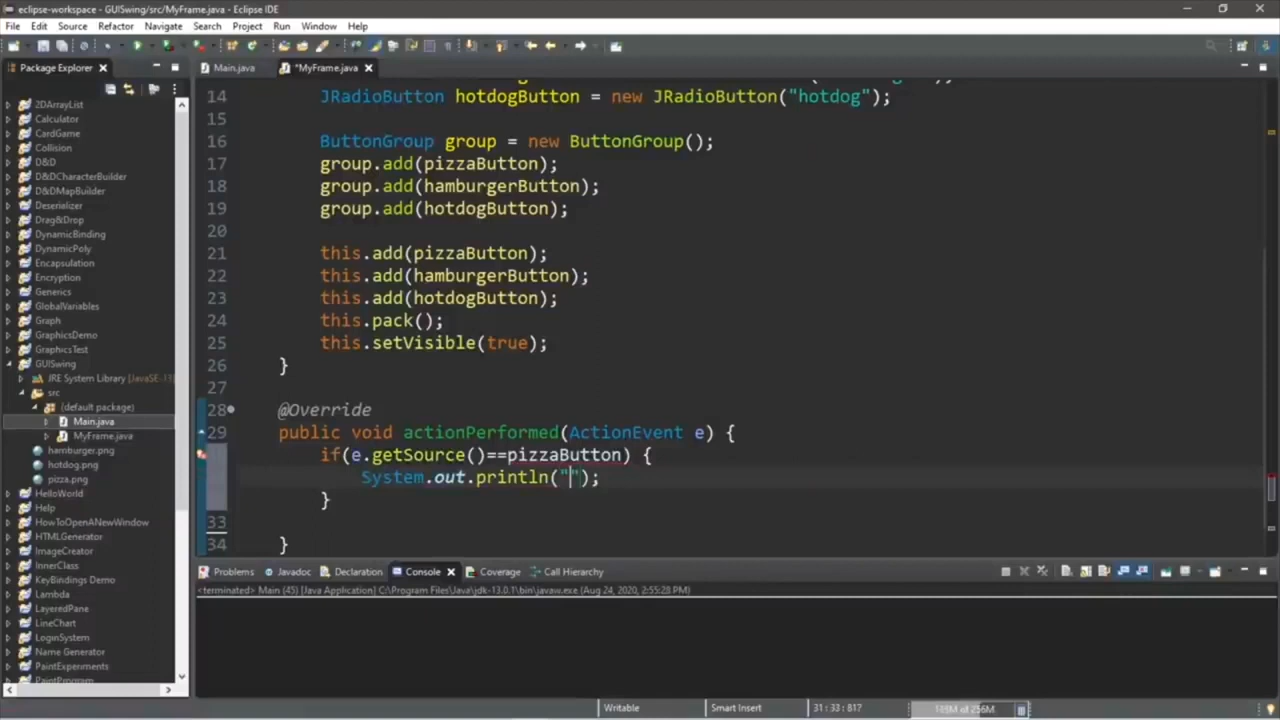 eclipse-workspace - GUISwing/src/MyFrame.java - Eclipse IDE
File Edit Source Refactor Navigate Search Project Run Window Help
Package Explorer
Main.java
*MyFrame.java
2DArrayList
Calculator
CardGame
Collision
D&D
D&DCharacterBuilder
D&DMapBuilder
Deserializer
Drag&Drop
DynamicBinding
DynamicPoly
Encapsulation
Encryption
Generics
GlobalVariables
Graph
GraphicsDemo
GraphicsTest
GUISwing
JRE System Library [JavaSE-13]
src
(default package)
Main.java
MyFrame.java
hamburger.png
hotdog.png
pizza.png
HelloWorld
Help
HowToOpenANewWindow
HTMLGenerator
ImageCreator
InnerClass
KeyBindings Demo
Lambda
LayeredPane
LineChart
LoginSystem
Name Generator
PaintExperiments
14 JRadioButton hotdogButton = new JRadioButton("hotdog");
15
16 ButtonGroup group = new ButtonGroup();
17 group.add(pizzaButton);
18 group.add(hamburgerButton);
19 group.add(hotdogButton);
20
21 this.add(pizzaButton);
22 this.add(hamburgerButton);
23 this.add(hotdogButton);
24 this.pack();
25 this.setVisible(true);
26 }
27
28 @Override
29 public void actionPerformed(ActionEvent e) {
if(e.getSource()==pizzaButton) {
System.out.println("");
}
33
34 }
Problems Javadoc Declaration Console Coverage Call Hierarchy
<terminated> Main (45) [Java Application] C:\Program Files\Java\jdk-13.0.1\bin\javaw.exe (Aug 24, 2020, 2:55:28 PM)
Writable Smart Insert 31 : 33 : 817